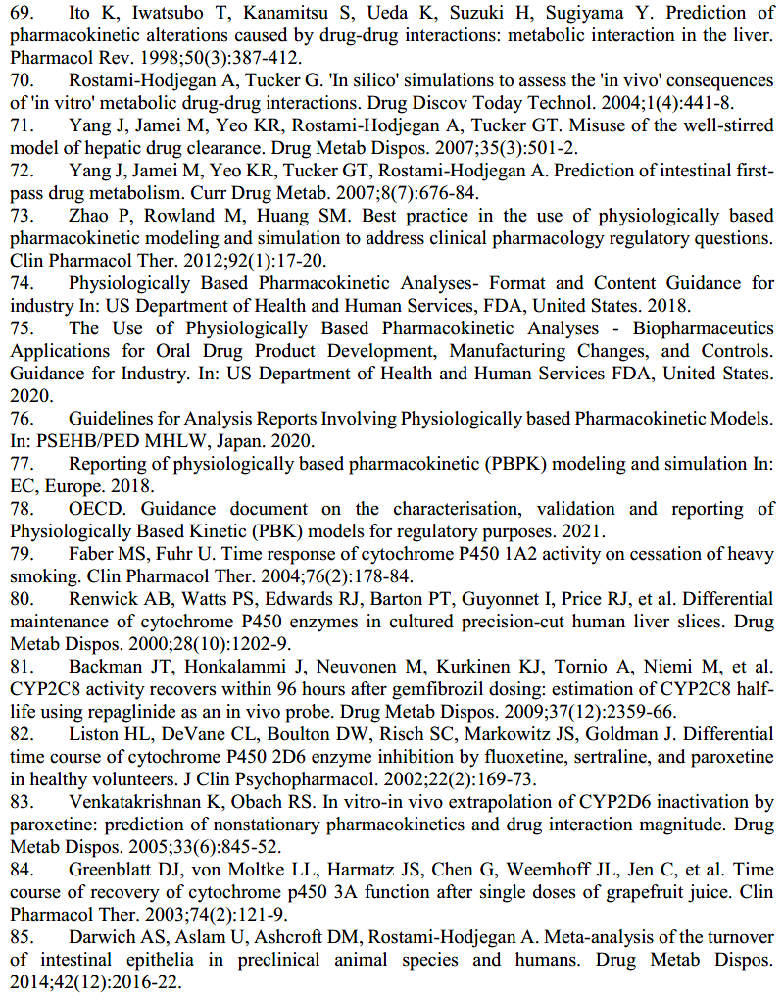 69. Ito K, Iwatsubo T, Kanamitsu S, Ueda K, Suzuki H, Sugiyama Y. Prediction of
pharmacokinetic alterations caused by drug-drug interactions: metabolic interaction in the liver.
Pharmacol Rev. 1998;50(3):387-412.
70. Rostami-Hodjegan A, Tucker G. 'In silico' simulations to assess the 'in vivo' consequences
of 'in vitro' metabolic drug-drug interactions. Drug Discov Today Technol. 2004;1(4):441-8.
71. Yang J, Jamei M, Yeo KR, Rostami-Hodjegan A, Tucker GT. Misuse of the well-stirred
model of hepatic drug clearance. Drug Metab Dispos. 2007;35(3):501-2.
72. Yang J, Jamei M, Yeo KR, Tucker GT, Rostami-Hodjegan A. Prediction of intestinal first-
pass drug metabolism. Curr Drug Metab. 2007;8(7):676-84.
73. Zhao P, Rowland M, Huang SM. Best practice in the use of physiologically based
pharmacokinetic modeling and simulation to address clinical pharmacology regulatory questions.
Clin Pharmacol Ther. 2012;92(1):17-20.
74. Physiologically Based Pharmacokinetic Analyses- Format and Content Guidance for
industry In: US Department of Health and Human Services, FDA, United States. 2018.
75. The Use of Physiologically Based Pharmacokinetic Analyses - Biopharmaceutics
Applications for Oral Drug Product Development, Manufacturing Changes, and Controls.
Guidance for Industry. In: US Department of Health and Human Services FDA, United States.
2020.
76. Guidelines for Analysis Reports Involving Physiologically based Pharmacokinetic Models.
In: PSEHB/PED MHLW, Japan. 2020.
77. Reporting of physiologically based pharmacokinetic (PBPK) modeling and simulation In:
EC, Europe. 2018.
78. OECD. Guidance document on the characterisation, validation and reporting of
Physiologically Based Kinetic (PBK) models for regulatory purposes. 2021.
79. Faber MS, Fuhr U. Time response of cytochrome P450 1A2 activity on cessation of heavy
smoking. Clin Pharmacol Ther. 2004;76(2):178-84.
80. Renwick AB, Watts PS, Edwards RJ, Barton PT, Guyonnet I, Price RJ, et al. Differential
maintenance of cytochrome P450 enzymes in cultured precision-cut human liver slices. Drug
Metab Dispos. 2000;28(10):1202-9.
81. Backman JT, Honkalammi J, Neuvonen M, Kurkinen KJ, Tornio A, Niemi M, et al.
CYP2C8 activity recovers within 96 hours after gemfibrozil dosing: estimation of CYP2C8 half-
life using repaglinide as an in vivo probe. Drug Metab Dispos. 2009;37(12):2359-66.
82. Liston HL, DeVane CL, Boulton DW, Risch SC, Markowitz JS, Goldman J. Differential
time course of cytochrome P450 2D6 enzyme inhibition by fluoxetine, sertraline, and paroxetine
in healthy volunteers. J Clin Psychopharmacol. 2002;22(2):169-73.
83. Venkatakrishnan K, Obach RS. In vitro-in vivo extrapolation of CYP2D6 inactivation by
paroxetine: prediction of nonstationary pharmacokinetics and drug interaction magnitude. Drug
Metab Dispos. 2005;33(6):845-52.
84. Greenblatt DJ, von Moltke LL, Harmatz JS, Chen G, Weemhoff JL, Jen C, et al. Time
course of recovery of cytochrome p450 3A function after single doses of grapefruit juice. Clin
Pharmacol Ther. 2003;74(2):121-9.
85. Darwich AS, Aslam U, Ashcroft DM, Rostami-Hodjegan A. Meta-analysis of the turnover
of intestinal epithelia in preclinical animal species and humans. Drug Metab Dispos.
2014;42(12):2016-22.